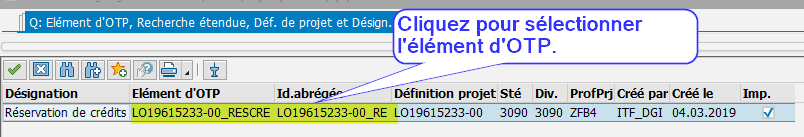 Q: Elément d'OTP, Recherche étendue, Déf. de projet et Désign.
Cliquez pour sélectionner
l'élément d'OTP.
Désignation Elément d'OTP Id.abrégée Définition projet Sté Div. ProfPrj Créé par Créé le Imp.
Réservation de crédits LO19615233-00_RESCRE LO19615233-00_RE LO19615233-00 3090 3090 ZFB4 ITF_DGI 04.03.2019